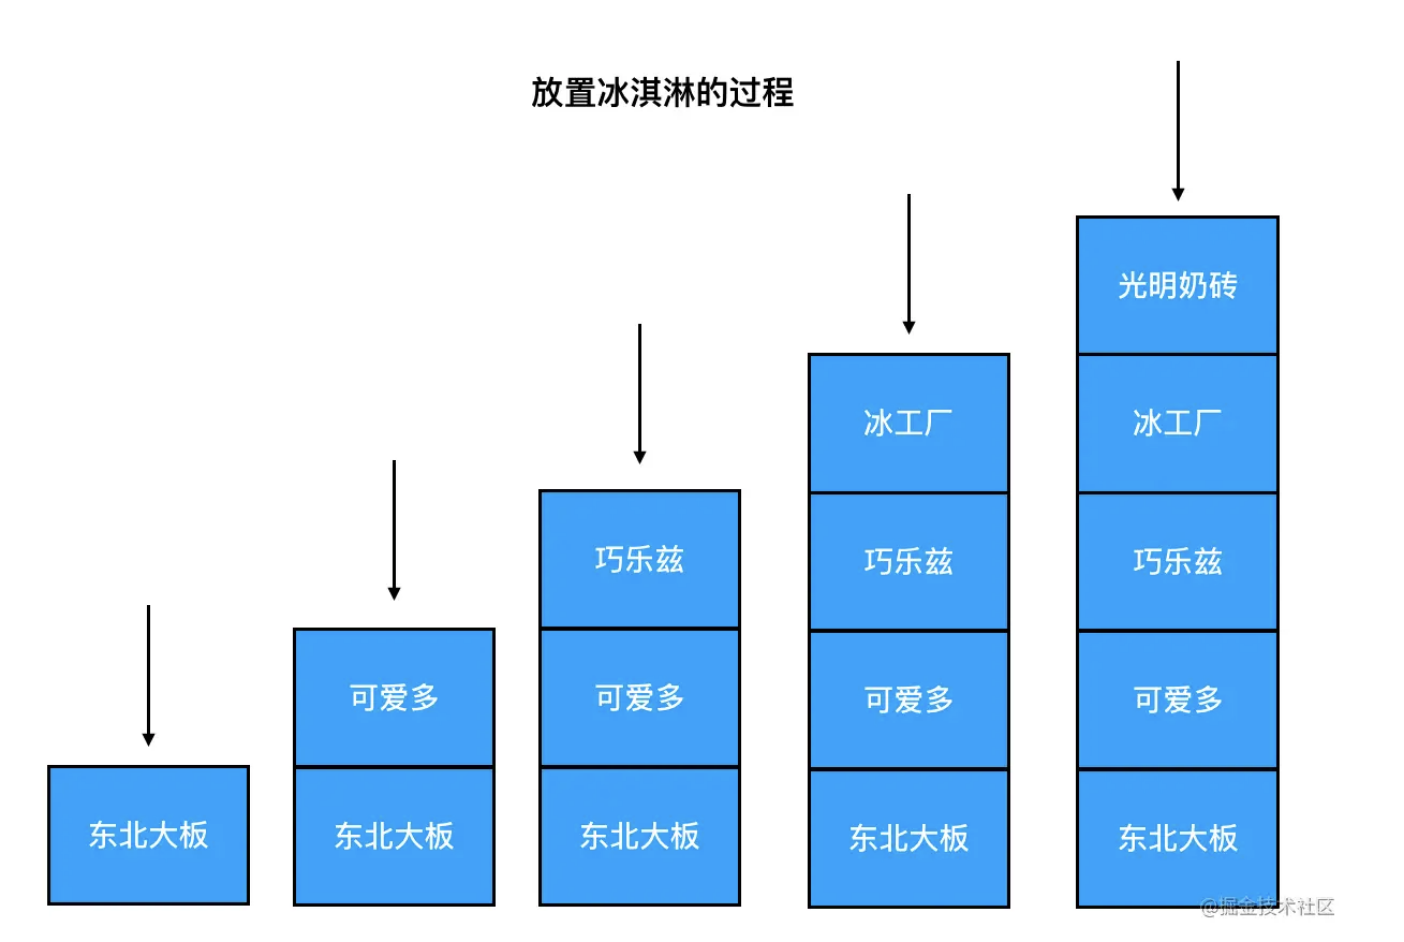 放置冰淇淋的过程
东北大板
可爱多
东北大板
巧乐兹
可爱多
东北大板
冰工厂
巧乐兹
可爱多
东北大板
光明奶砖
冰工厂
巧乐兹
可爱多
东北大板
@掘金技术社区